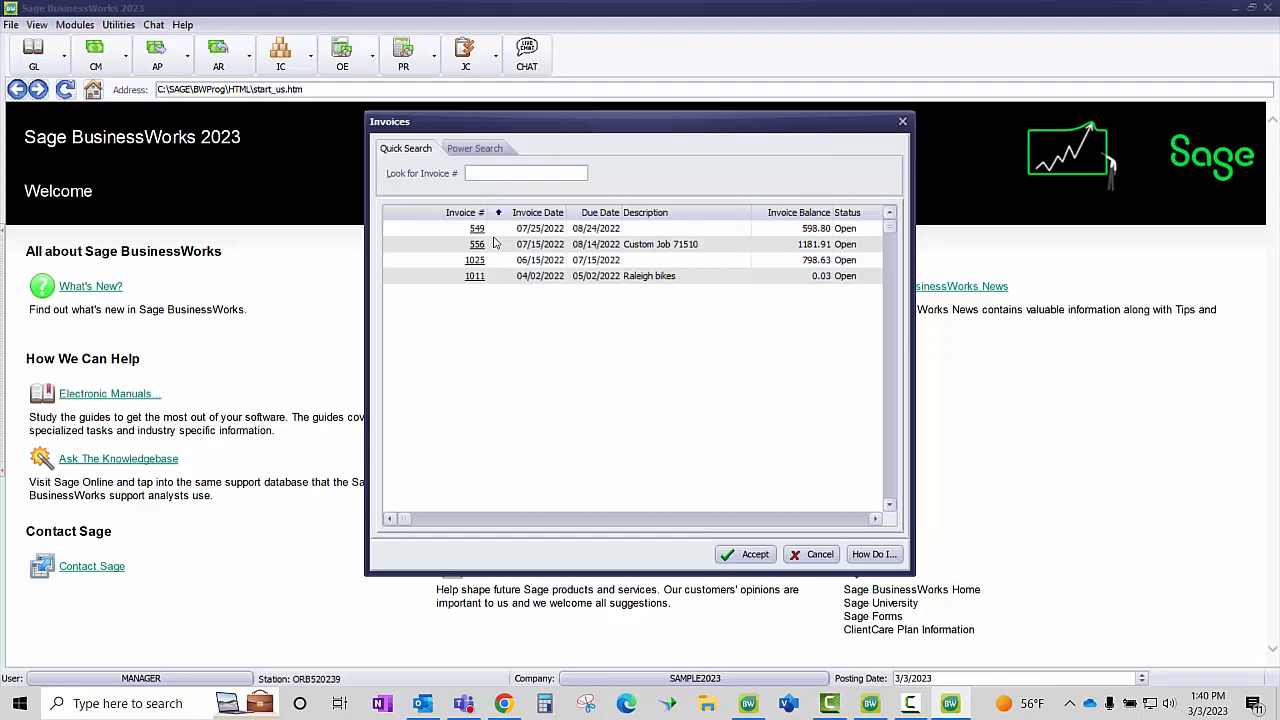 BW Sage BusinessWorks 2023
File View Modules Utilities Chat Help
GL CM AP AR IC OE PR JC CHAT
LIVE CHAT
Address: C:\SAGE\BWProg\HTML\start_us.htm
Sage BusinessWorks 2023
Sage
Welcome
Invoices
Quick Search Power Search
Look for Invoice #
Invoice # Invoice Date Due Date Description Invoice Balance Status
549 07/25/2022 08/24/2022 598.80 Open
556 07/15/2022 08/14/2022 Custom Job 71510 1181.91 Open
1025 06/15/2022 07/15/2022 798.63 Open
1011 04/02/2022 05/02/2022 Raleigh bikes 0.03 Open
Accept Cancel How Do I...
All about Sage BusinessWorks
What's New?
Find out what's new in Sage BusinessWorks.
How We Can Help
Electronic Manuals...
Study the guides to get the most out of your software. The guides cov
specialized tasks and industry specific information.
Ask The Knowledgebase
Visit Sage Online and tap into the same support database that the Sa
BusinessWorks support analysts use.
Contact Sage
Contact Sage
usinessWorks News
Works News contains valuable information along with Tips and
Help shape future Sage products and services. Our customers' opinions are
important to us and we welcome all suggestions.
Sage BusinessWorks Home
Sage University
Sage Forms
ClientCare Plan Information
User: MANAGER Station: ORB520239 Company: SAMPLE2023 Posting Date: 3/3/2023
Type here to search
BW BW BW
56°F
1:40 PM
3/3/2023